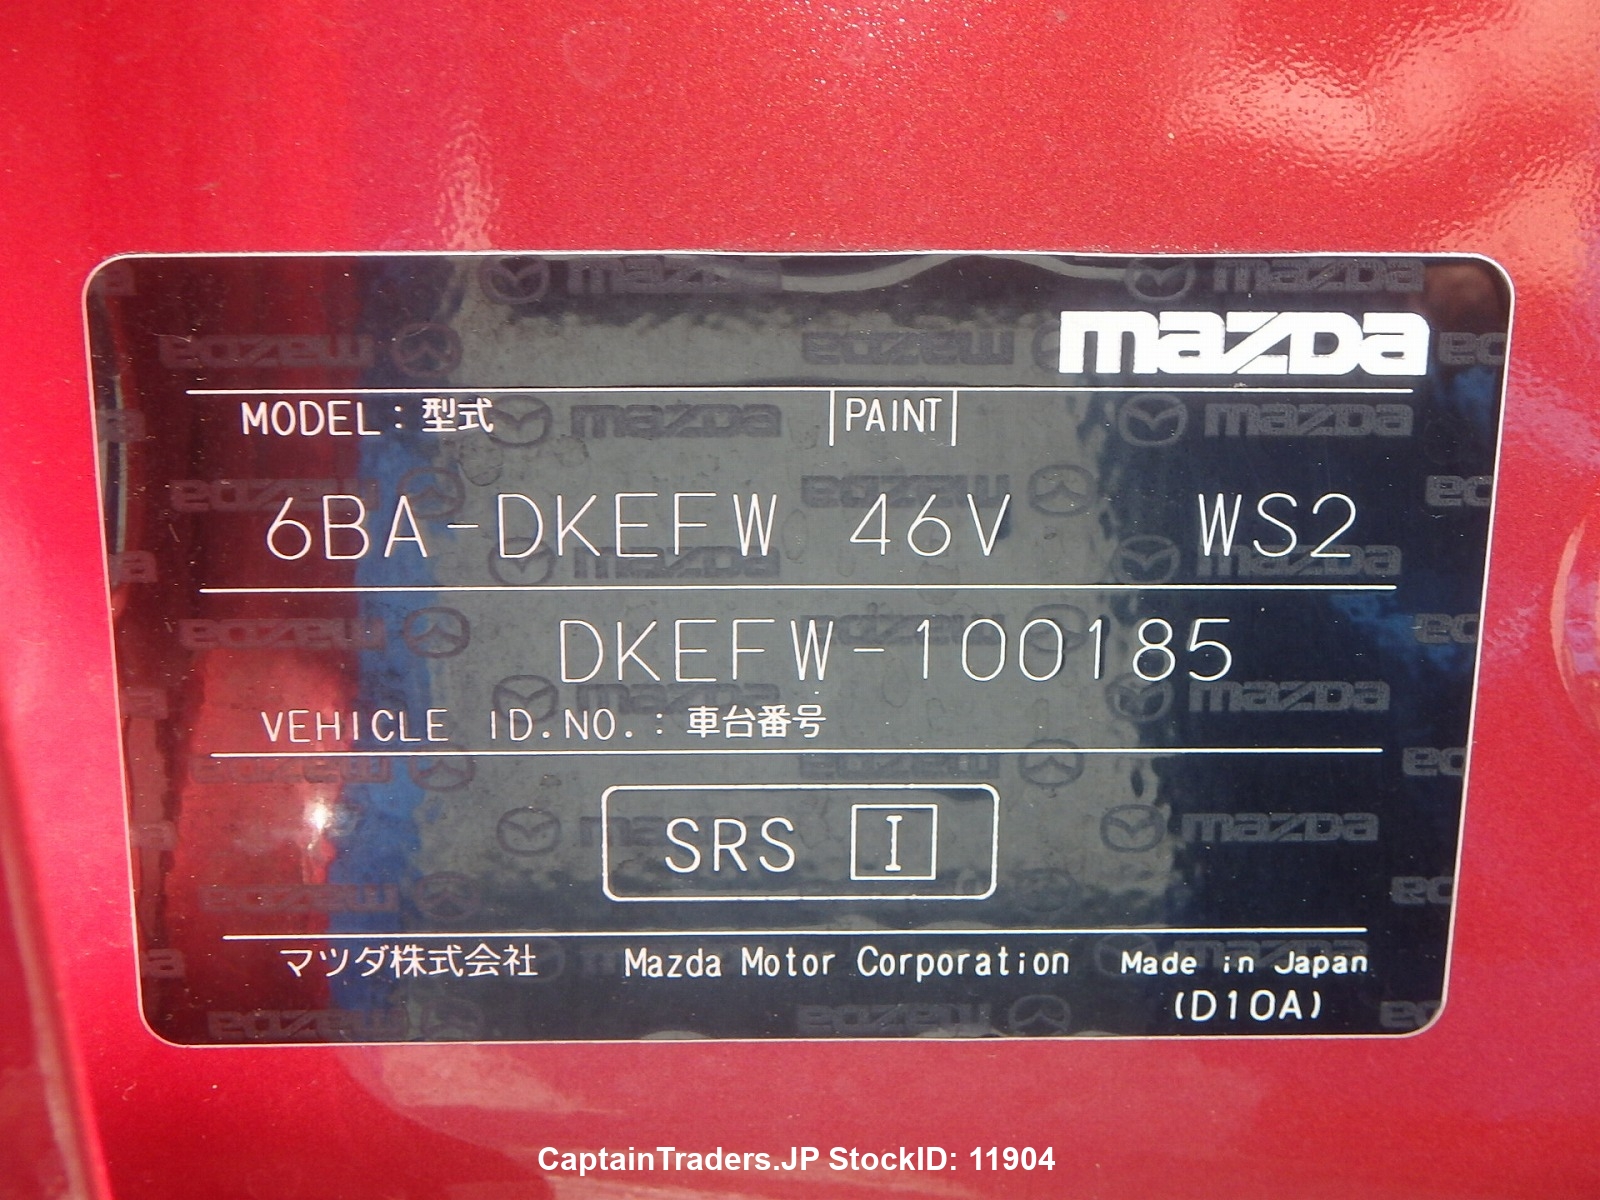 mazda
MODEL : 型式 PAINT
6BA-DKEFW 46V WS2
DKEFW-100185
VEHICLE ID.NO. : 車台番号
SRS I
マツダ株式会社 Mazda Motor Corporation Made in Japan
(D10A)
CaptainTraders.JP StockID: 11904